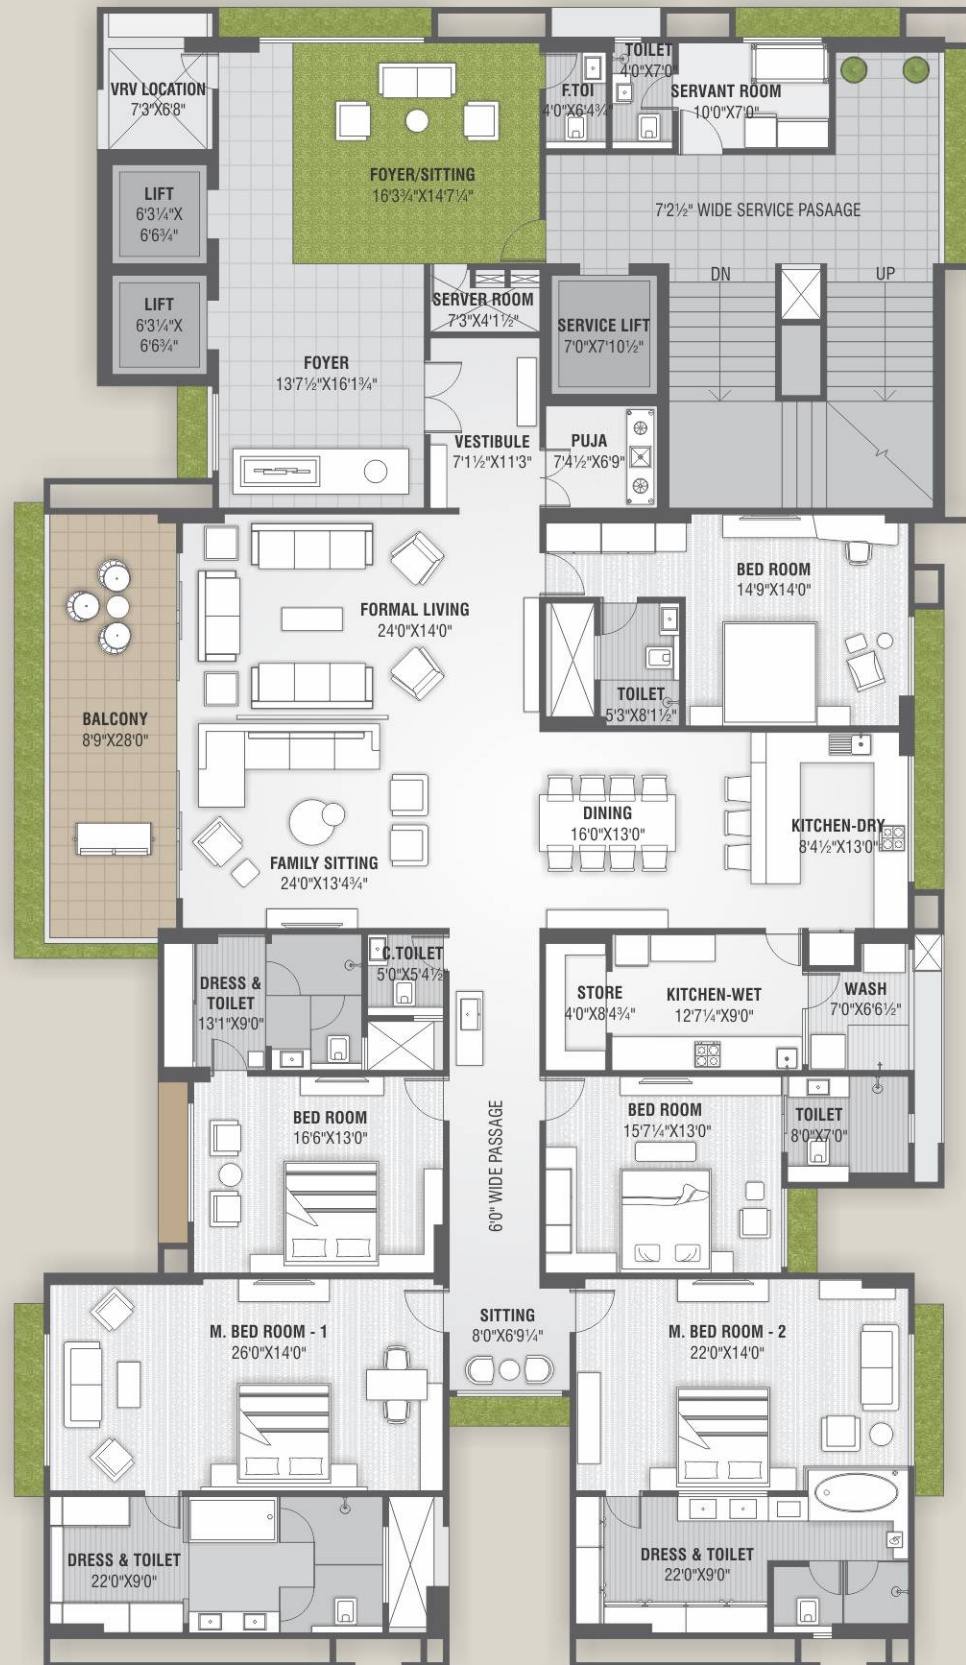 TOILET
4'0"X7'0"
VRV LOCATION
7'3"X6'8"
F.TOI
4'0"X6'4¾"
SERVANT ROOM
10'0"X7'0"
FOYER/SITTING
16'3¾"X14'7¼"
LIFT
6'3¼"X
6'6¾"
7'2½" WIDE SERVICE PASAAGE
DN
UP
SERVER ROOM
7'3"X4'1½"
LIFT
6'3¼"X
6'6¾"
SERVICE LIFT
7'0"X7'10½"
FOYER
13'7½"X16'1¾"
VESTIBULE
7'1½"X11'3"
PUJA
7'4½"X6'9"
BED ROOM
14'9"X14'0"
FORMAL LIVING
24'0"X14'0"
TOILET
5'3"X8'1½"
BALCONY
8'9"X28'0"
DINING
16'0"X13'0"
KITCHEN-DRY
8'4½"X13'0"
FAMILY SITTING
24'0"X13'4¾"
C.TOILET
5'0"X5'4½"
DRESS &
TOILET
13'1"X9'0"
STORE
4'0"X8'4¾"
KITCHEN-WET
12'7¼"X9'0"
WASH
7'0"X6'6½"
BED ROOM
16'6"X13'0"
6'0" WIDE PASSAGE
BED ROOM
15'7¼"X13'0"
TOILET
8'0"X7'0"
M. BED ROOM - 1
26'0"X14'0"
SITTING
8'0"X6'9¼"
M. BED ROOM - 2
22'0"X14'0"
DRESS & TOILET
22'0"X9'0"
DRESS & TOILET
22'0"X9'0"